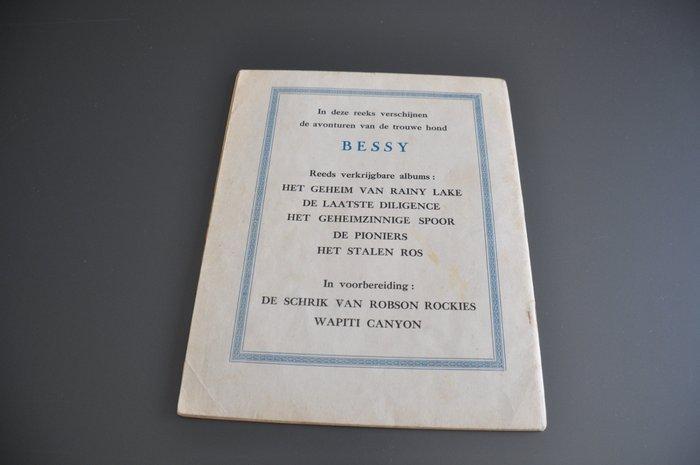 In deze reeks verschijnen
de avonturen van de trouwe hond
BESSY
Reeds verkrijgbare albums :
HET GEHEIM VAN RAINY LAKE
DE LAATSTE DILIGENCE
HET GEHEIMZINNIGE SPOOR
DE PIONIERS
HET STALEN ROS
In voorbereiding :
DE SCHRIK VAN ROBSON ROCKIES
WAPITI CANYON